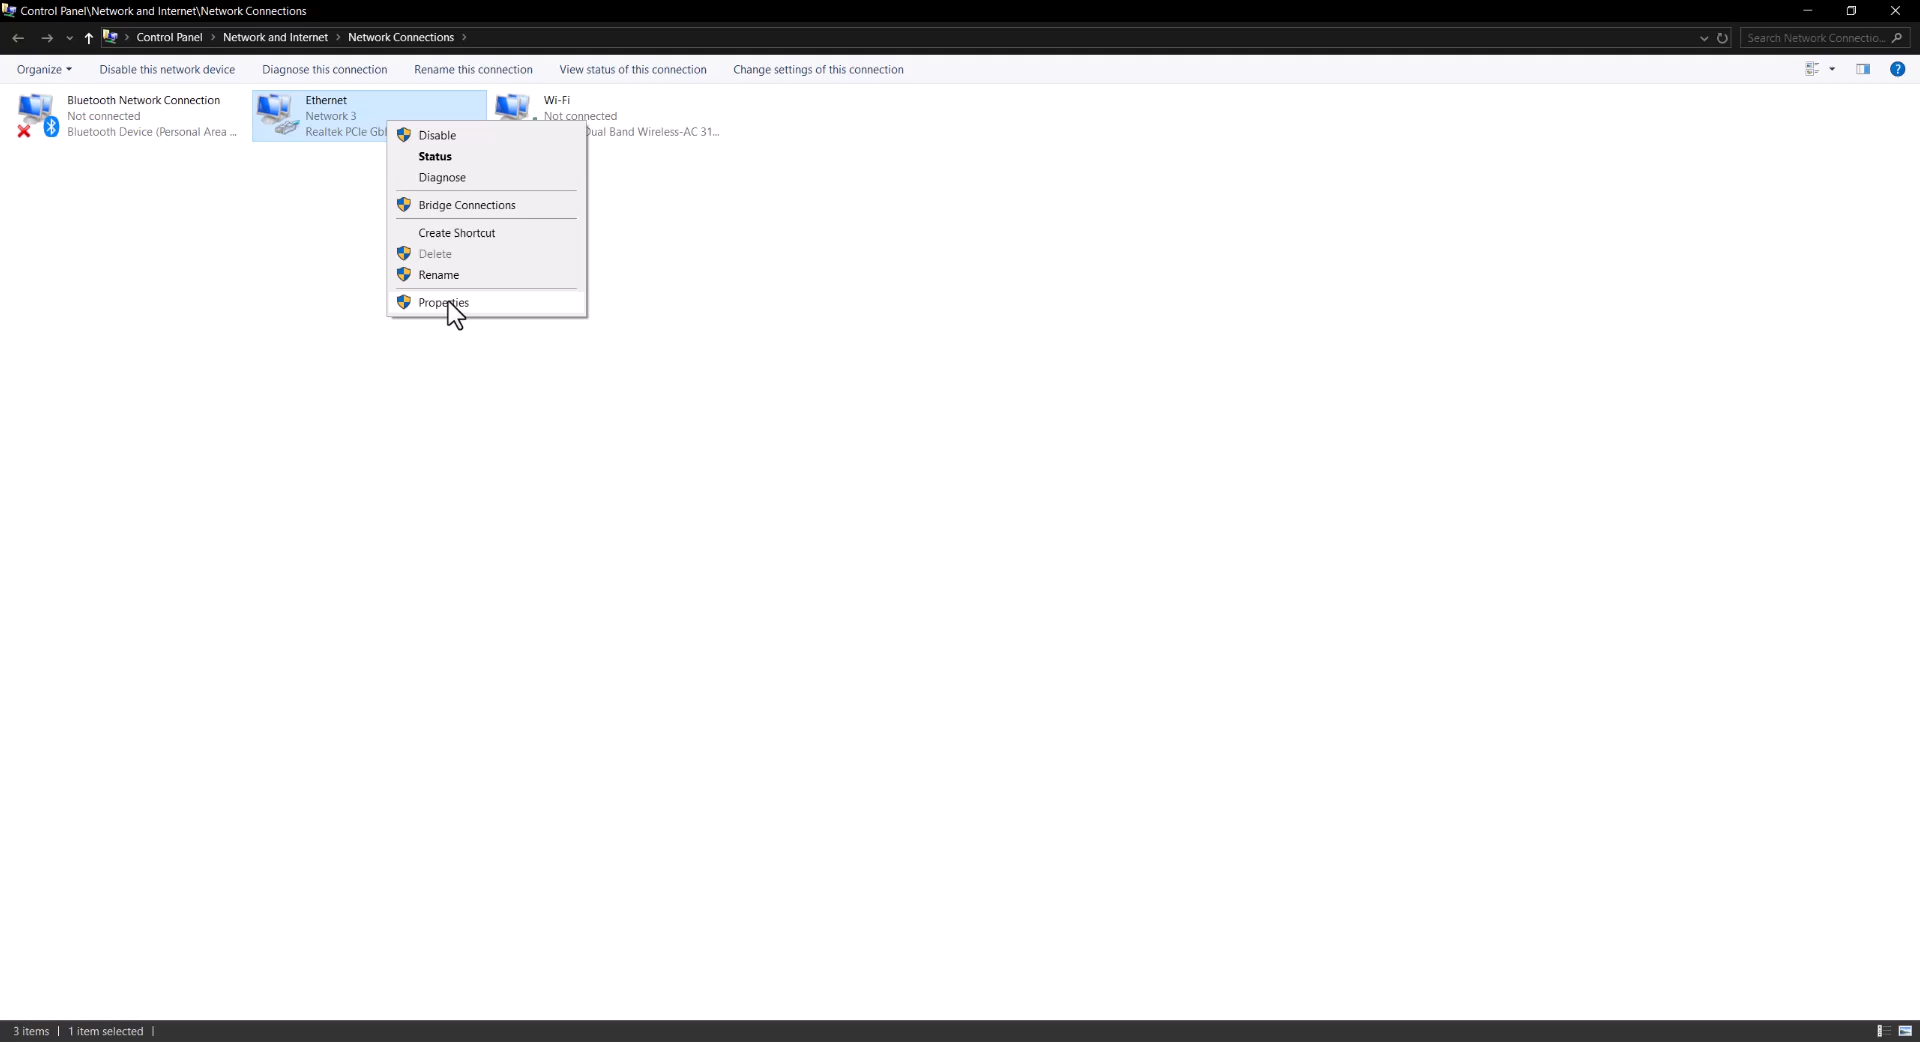 Control Panel\Network and Internet\Network Connections
Control Panel > Network and Internet > Network Connections >
Search Network Connectio...
Organize
Disable this network device
Diagnose this connection
Rename this connection
View status of this connection
Change settings of this connection
Bluetooth Network Connection
Not connected
Bluetooth Device (Personal Area ...
Ethernet
Network 3
Realtek PCIe
Wi-Fi
Not connected
Dual Band Wireless-AC 31...
Disable
Status
Diagnose
Bridge Connections
Create Shortcut
Delete
Rename
Properties
3 items
1 item selected